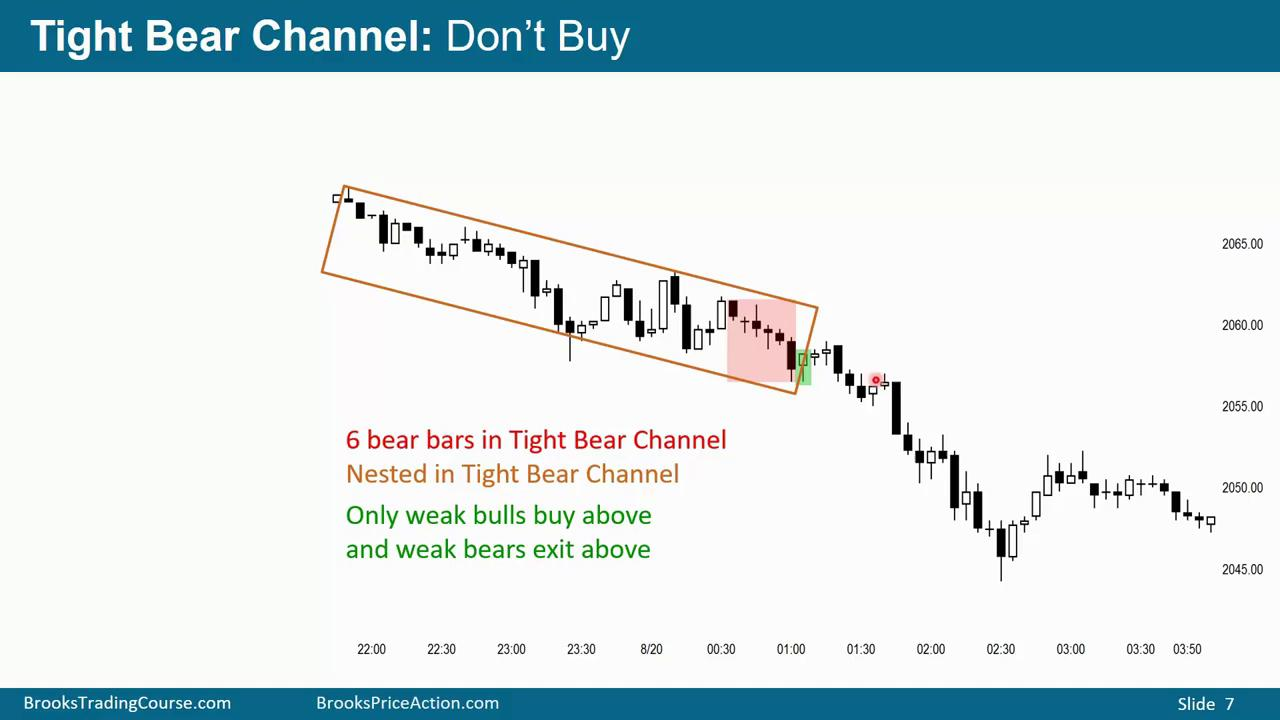 Tight Bear Channel: Don't Buy
2065.00
2060.00
2055.00
2050.00
2045.00
6 bear bars in Tight Bear Channel
Nested in Tight Bear Channel
Only weak bulls buy above
and weak bears exit above
22:00 22:30 23:00 23:30 8/20 00:30 01:00 01:30 02:00 02:30 03:00 03:30 03:50
BrooksTradingCourse.com BrooksPriceAction.com Slide 7